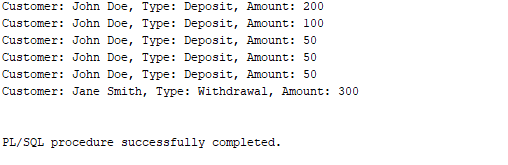 Customer: John Doe, Type: Deposit, Amount: 200
Customer: John Doe, Type: Deposit, Amount: 100
Customer: John Doe, Type: Deposit, Amount: 50
Customer: John Doe, Type: Deposit, Amount: 50
Customer: John Doe, Type: Deposit, Amount: 50
Customer: Jane Smith, Type: Withdrawal, Amount: 300
PL/SQL procedure successfully completed.